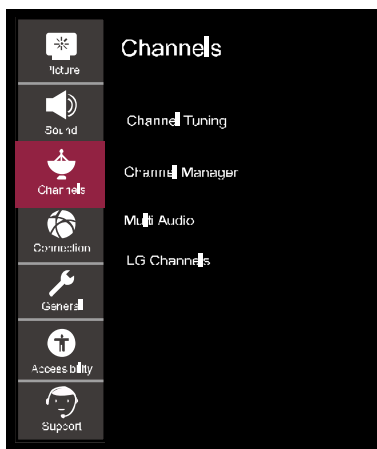 Channels
Picture
Sound
Channels
Connection
General
Accessibility
Support
Channel Tuning
Channel Manager
Multi Audio
LG Channels